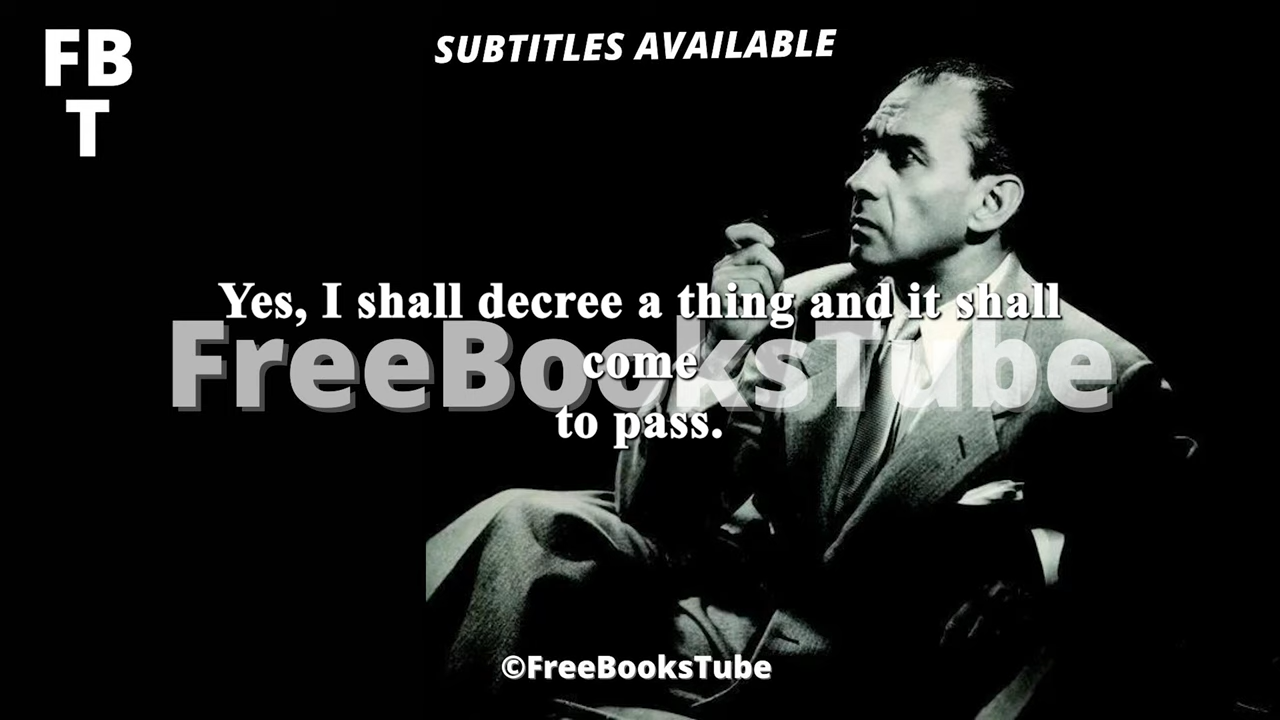 FB
T
SUBTITLES AVAILABLE
Yes, I shall decree a thing and it shall
come
to pass.
FreeBooksTube
©FreeBooksTube